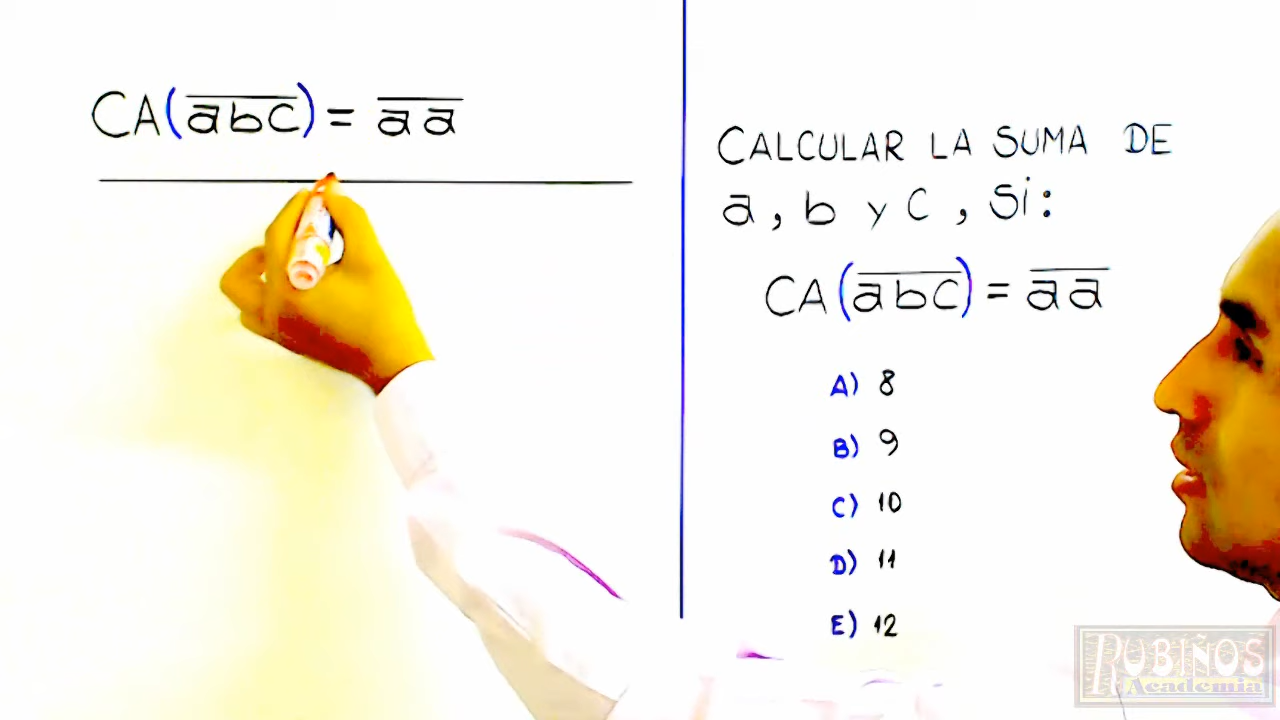 CA(abc) = aa
CALCULAR LA SUMA DE
a, b y c, Si:
CA(abc) = aa
A) 8
B) 9
C) 10
D) 11
E) 12
RUBIÑOS
Academia